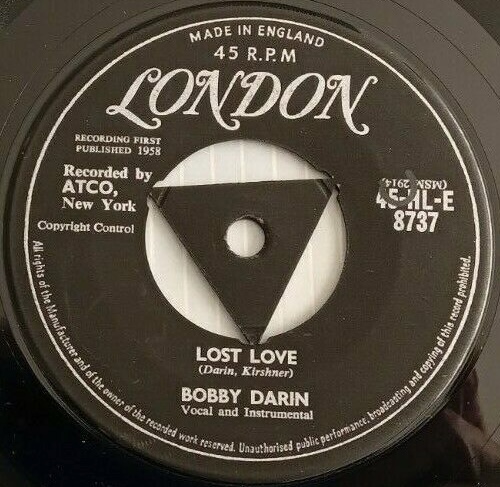 MADE IN ENGLAND
45 R.P.M
LONDON
RECORDING FIRST
PUBLISHED 1958
Recorded by
ATCO,
New York
Copyright Control
45-HL-E
8737
LOST LOVE
(Darin, Kirshner)
BOBBY DARIN
Vocal and Instrumental
All rights of the Manufacturer and of the owner of the recorded work reserved. Unauthorised public performance, broadcasting and copying of this record prohibited.